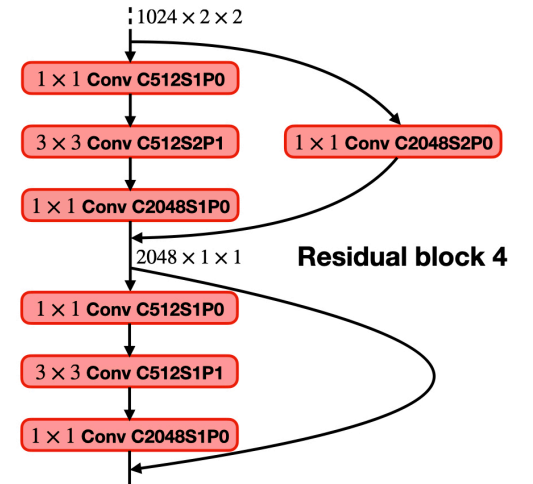 1024 × 2 × 2
1 × 1 Conv C512S1P0
3 × 3 Conv C512S2P1
1 × 1 Conv C2048S2P0
1 × 1 Conv C2048S1P0
2048 × 1 × 1
Residual block 4
1 × 1 Conv C512S1P0
3 × 3 Conv C512S1P1
1 × 1 Conv C2048S1P0